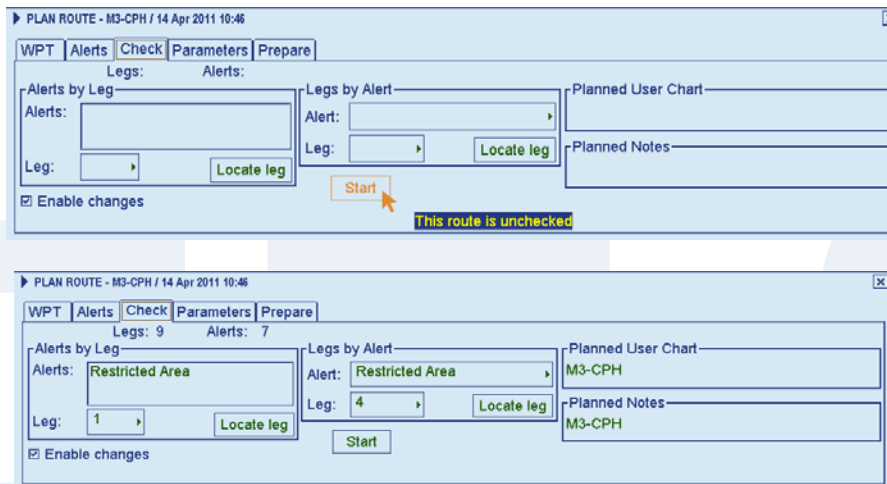 PLAN ROUTE - M3-CPH / 14 Apr 2011 10:46
WPT Alerts Check Parameters Prepare
Legs: Alerts:
Alerts by Leg Legs by Alert Planned User Chart
Alerts: Alert:
Leg: Locate leg Leg: Locate leg Planned Notes
Start
Enable changes
This route is unchecked
PLAN ROUTE - M3-CPH / 14 Apr 2011 10:46
WPT Alerts Check Parameters Prepare
Legs: 9 Alerts: 7
Alerts by Leg Legs by Alert Planned User Chart
Alerts: Restricted Area Alert: Restricted Area M3-CPH
Leg: 1 Locate leg Leg: 4 Locate leg Planned Notes
M3-CPH
Start
Enable changes